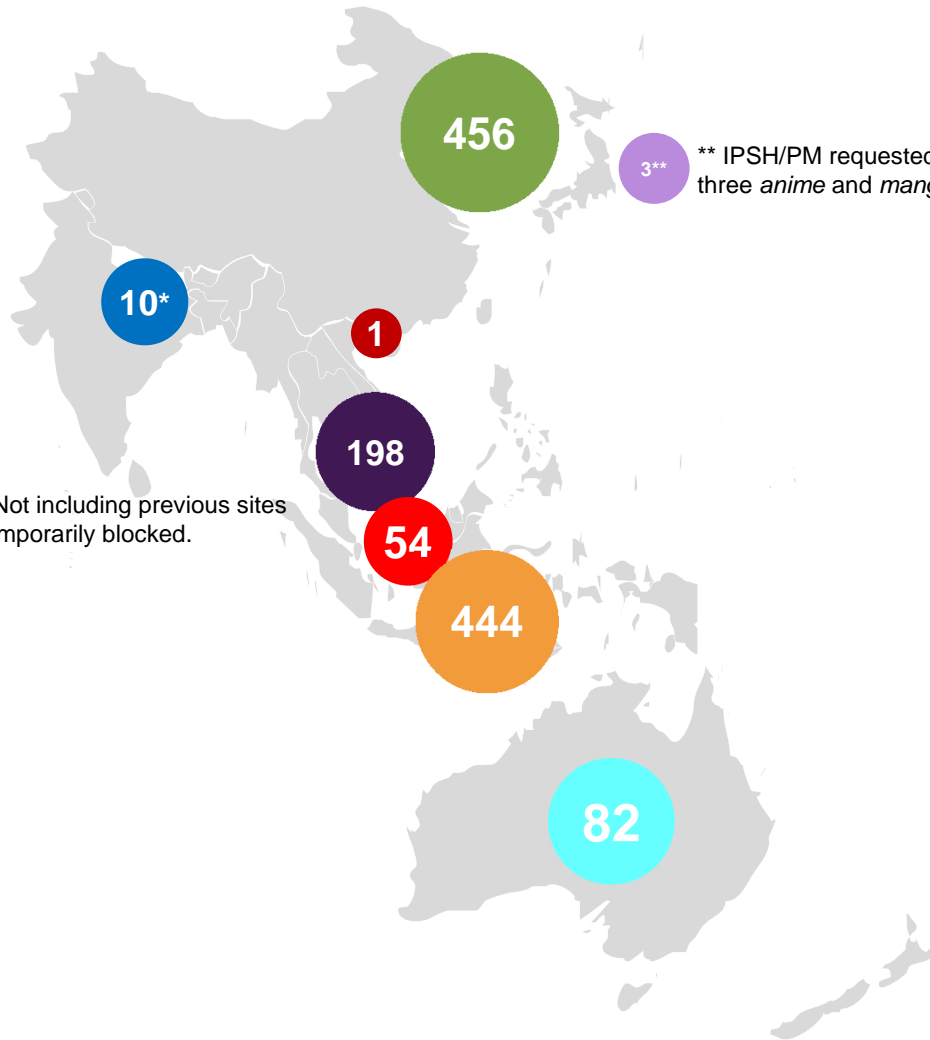 456
3**
** IPSH/PM requested
three anime and
10*
1
198
Not including previous sites
blocked.
54
444
82